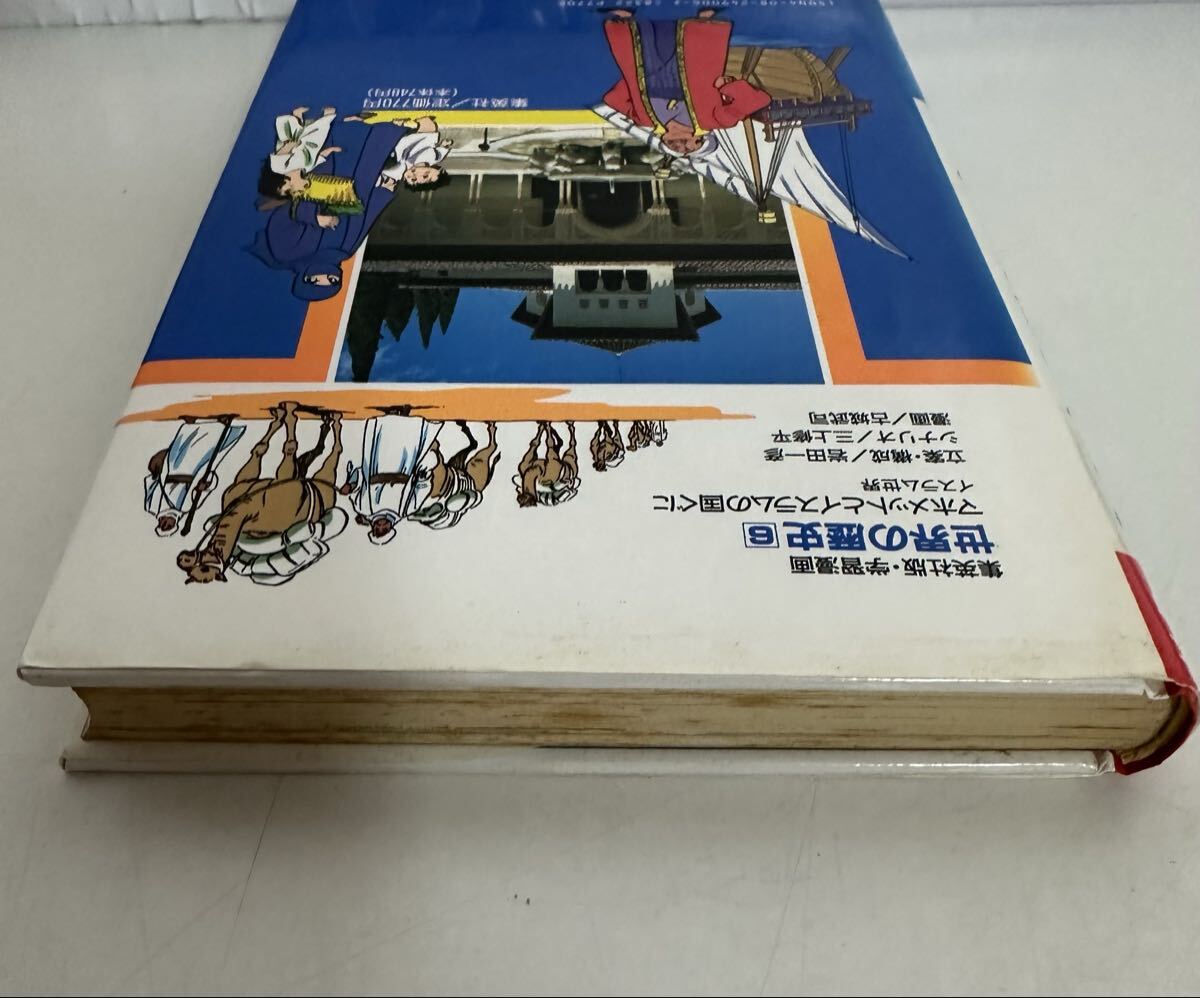 集英社版・学習漫画
世界の歴史 6
マホメットとイスラムの国ぐに
イスラム世界
立案・構成／岩田一彦
シナリオ／三上修平
漫画／古城武司
集英社／定価770円
(本体748円)